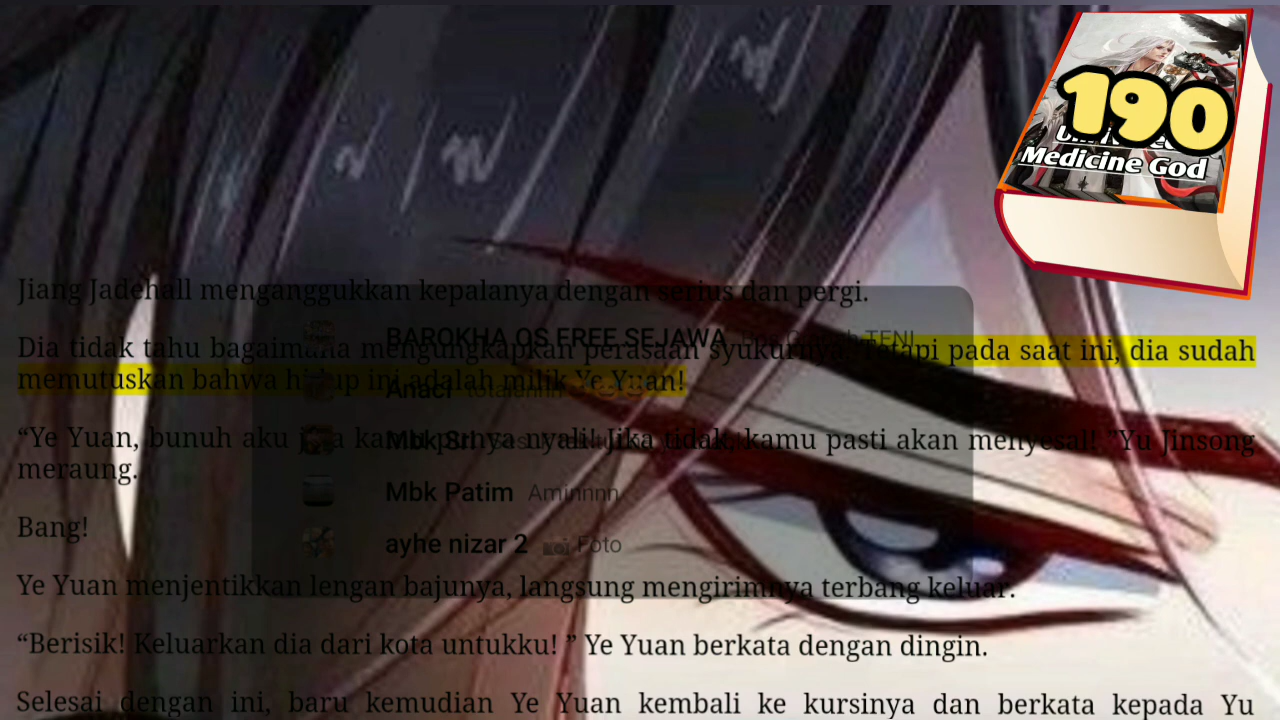 190
Medicine God
Jiang Jadehall menganggukkan kepalanya dengan serius dan pergi.
BAROKHA OS FREE SEJAWA
Dia tidak tahu bagaimana mengungkapkan perasaan syukurnya, tetapi pada saat ini, dia sudah
memutuskan bahwa hidup ini adalah milik Ye Yuan!
Anaci
“Ye Yuan, bunuh aku jika kamu punya nyali! Jika tidak, kamu pasti akan menyesal! ”Yu Jinsong
Mbk Sri
meraung.
Mbk Patim Aminnnn
Bang!
ayhe nizar 2 Foto
Ye Yuan menjentikkan lengan bajunya, langsung mengirimnya terbang keluar.
“Berisik! Keluarkan dia dari kota untukku! ” Ye Yuan berkata dengan dingin.
Selesai dengan ini, baru kemudian Ye Yuan kembali ke kursinya dan berkata kepada Yu